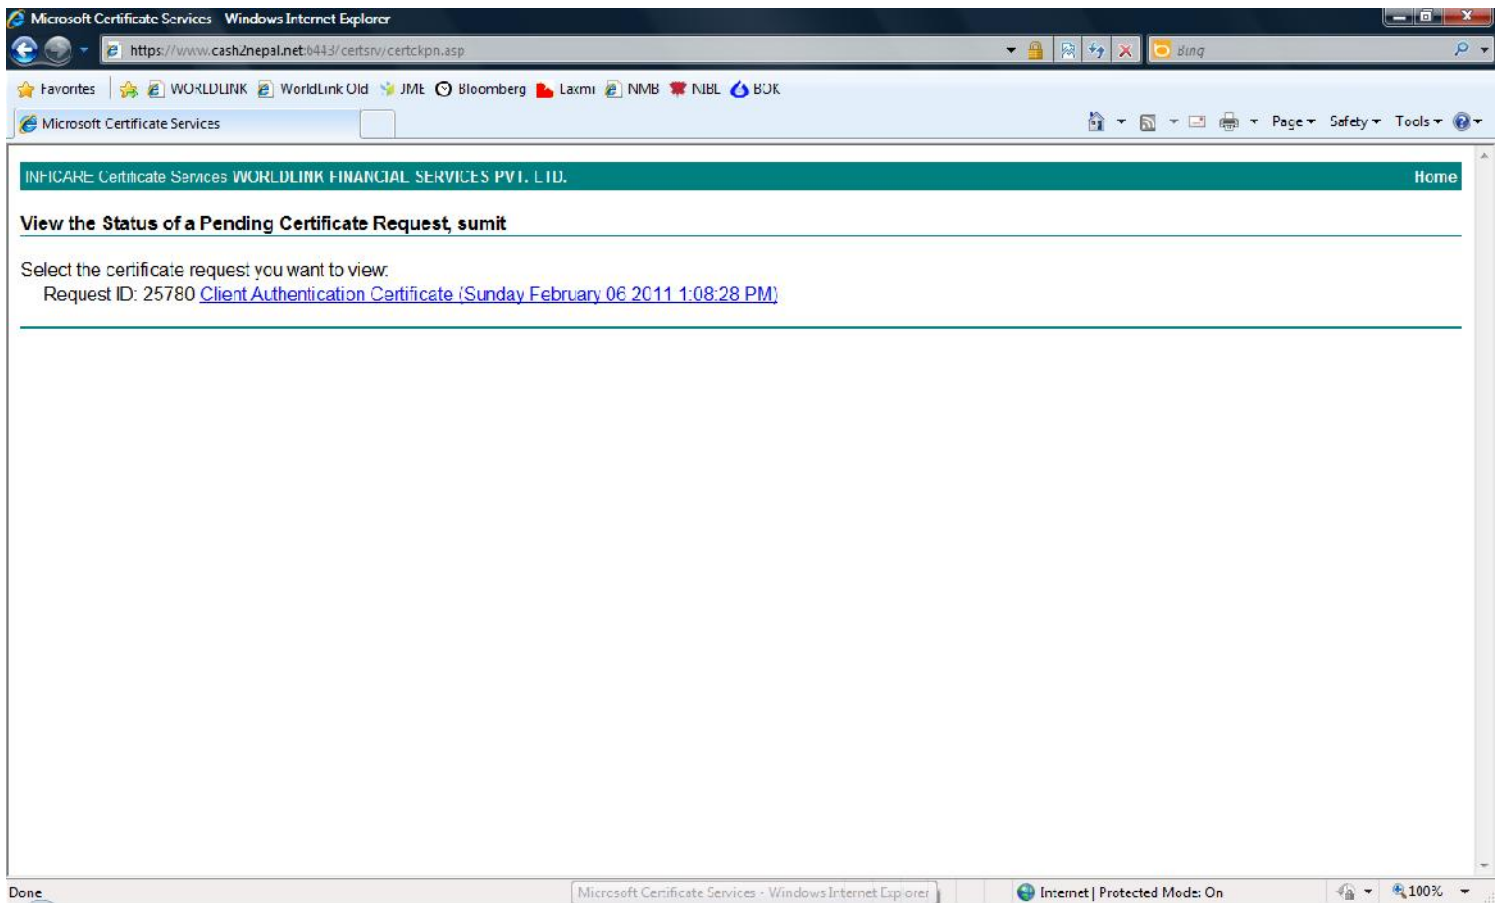 Microsoft Certificate Services Windows Internet Explorer
https://www.cash2nepal.net:6443/certsrv/certckpn.asp
Bing
Favorites WORLDLINK WorldLink Old JME Bloomberg Laxmi NMB NIBL BOK
Microsoft Certificate Services
Page Safety Tools
INFICARE Certificate Services WORLDLINK FINANCIAL SERVICES PVT. LTD. Home
View the Status of a Pending Certificate Request, sumit
Select the certificate request you want to view:
Request ID: 25780 Client Authentication Certificate (Sunday February 06 2011 1:08:28 PM)
Done Microsoft Certificate Services - Windows Internet Explorer Internet | Protected Mode: On 100%